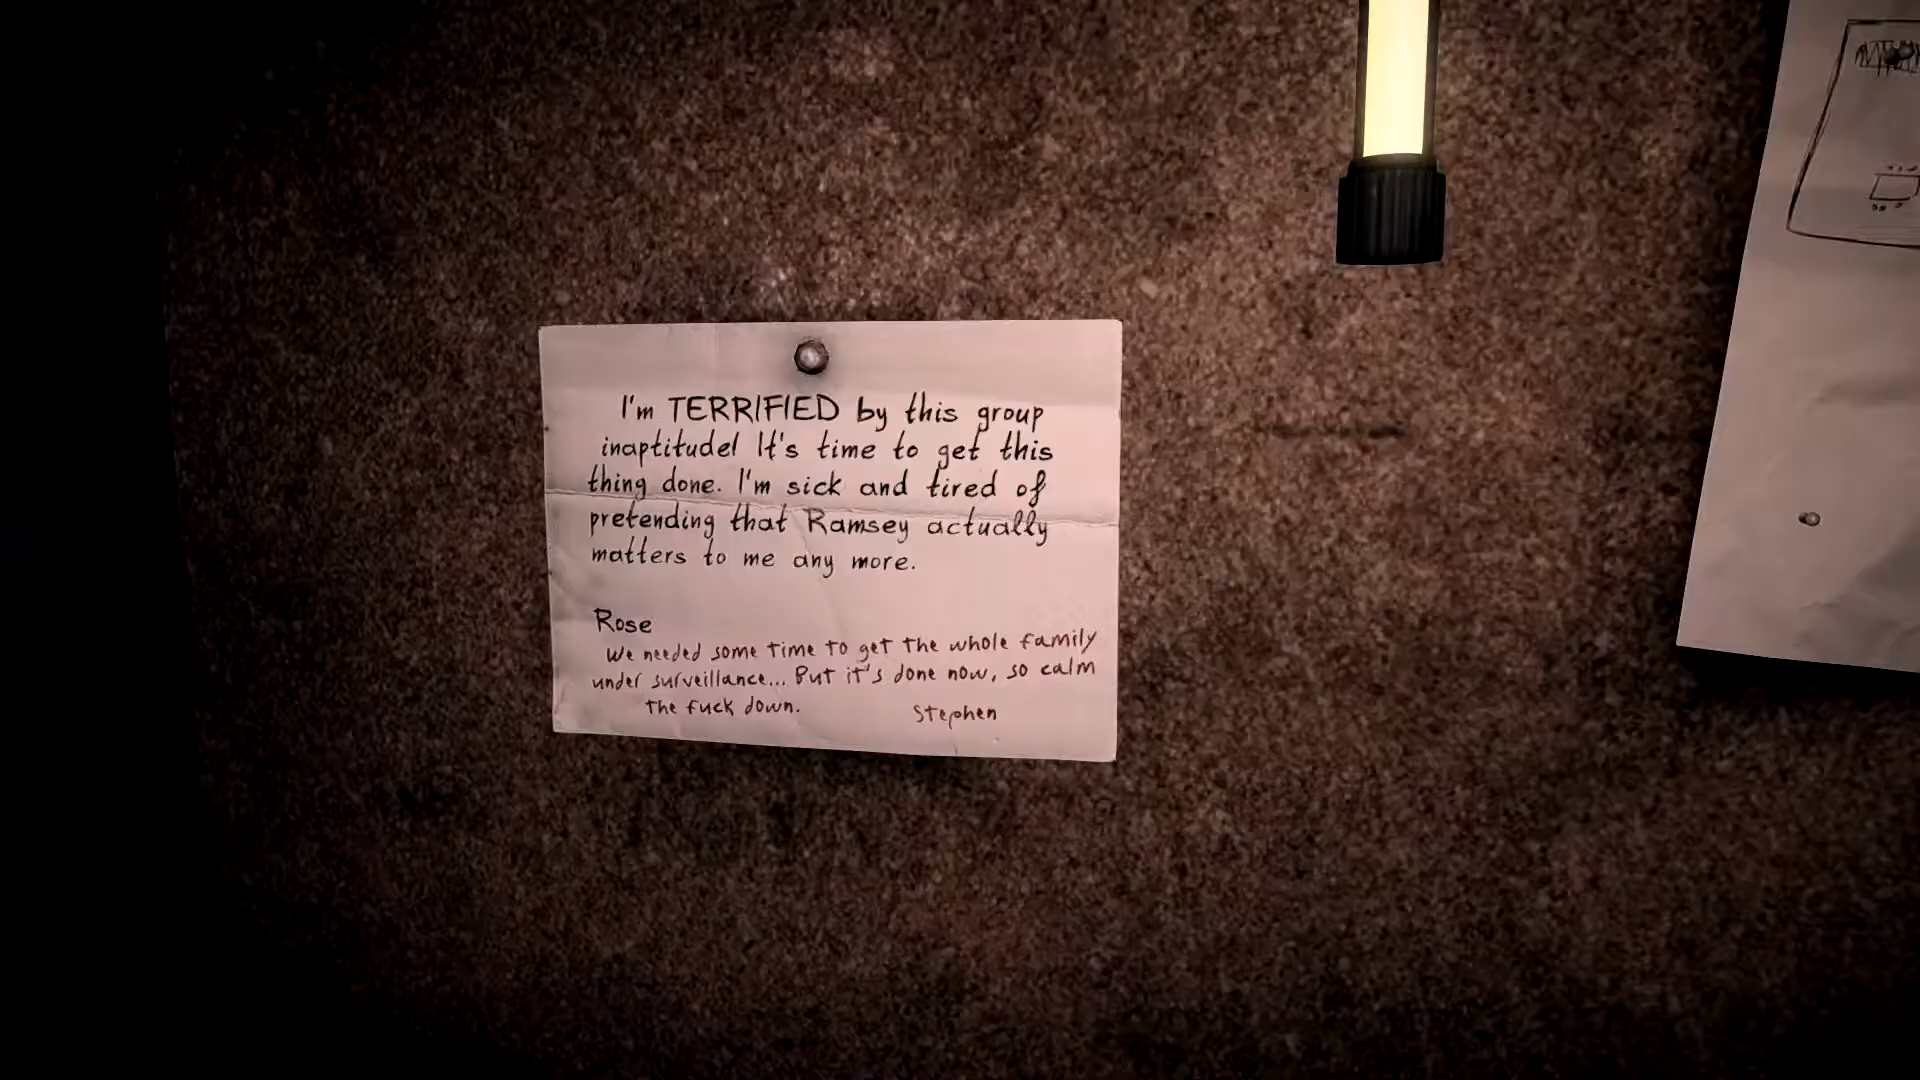 I'm TERRIFIED by this group
inaptitude! It's time to get this
thing done. I'm sick and tired of
pretending that Ramsey actually
matters to me any more.
Rose
We needed some time to get the whole family
under surveillance... But it's done now, so calm
the fuck down.
Stephen